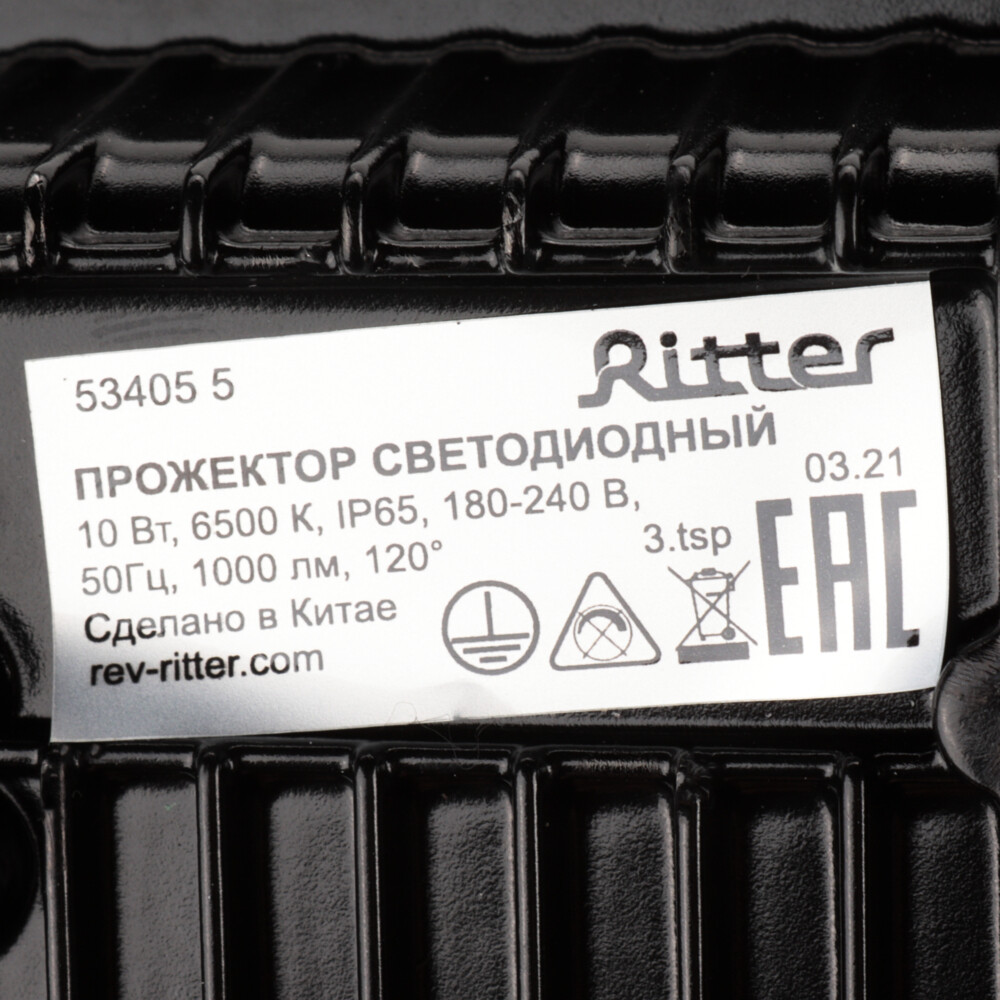 Ritter
53405 5
ПРОЖЕКТОР СВЕТОДИОДНЫЙ
03.21
10 Вт, 6500 К, IP65, 180-240 В,
3.tsp
50Гц, 1000 лм, 120°
Сделано в Китае
rev-ritter.com
EAC